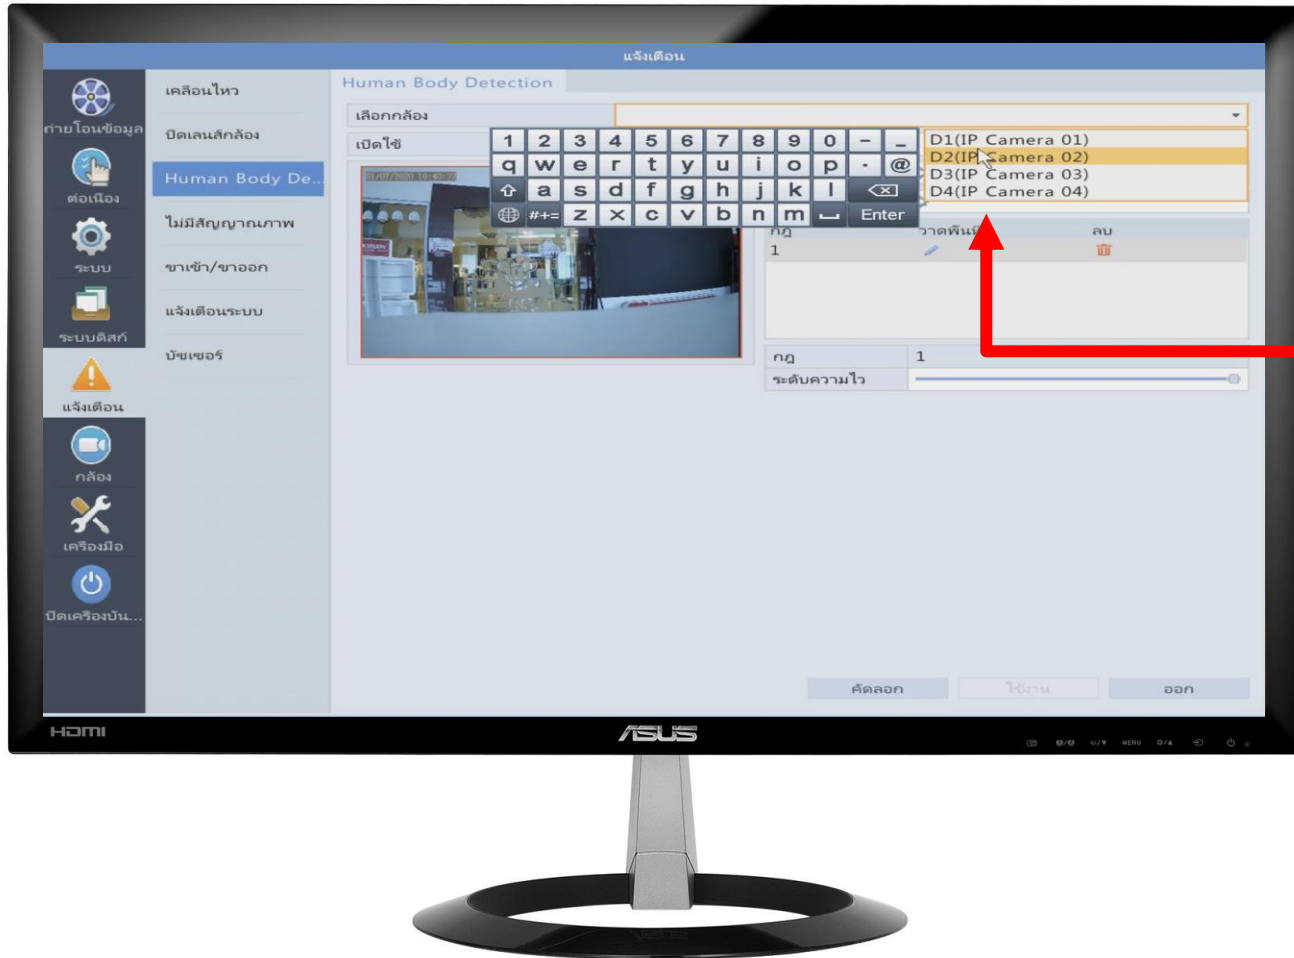 แจ้งเตือน
ถ่ายโอนข้อมูล
ต่อเนื่อง
ระบบ
ระบบดิสก์
แจ้งเตือน
กล้อง
เครื่องมือ
ปิดเครื่องบัน...
เคลื่อนไหว
ปิดเลนส์กล้อง
Human Body De...
ไม่มีสัญญาณภาพ
ขาเข้า/ขาออก
แจ้งเตือนระบบ
บัซเซอร์
Human Body Detection
เลือกกล้อง
เปิดใช้
D1(IP Camera 01)
D2(IP Camera 02)
D3(IP Camera 03)
D4(IP Camera 04)
1 2 3 4 5 6 7 8 9 0 - _
q w e r t y u i o p . @
a s d f g h j k l
#+= z x c v b n m Enter
กฎ ลบ
1
กฎ 1
ระดับความไว
คัดลอก ใช้งาน ออก
HDMI
ASUS
MENU